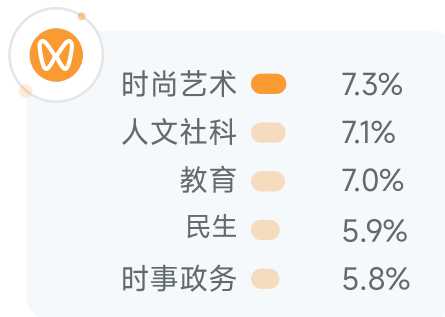 时尚艺术 7.3%
人文社科 7.1%
教育 7.0%
民生 5.9%
时事政务 5.8%